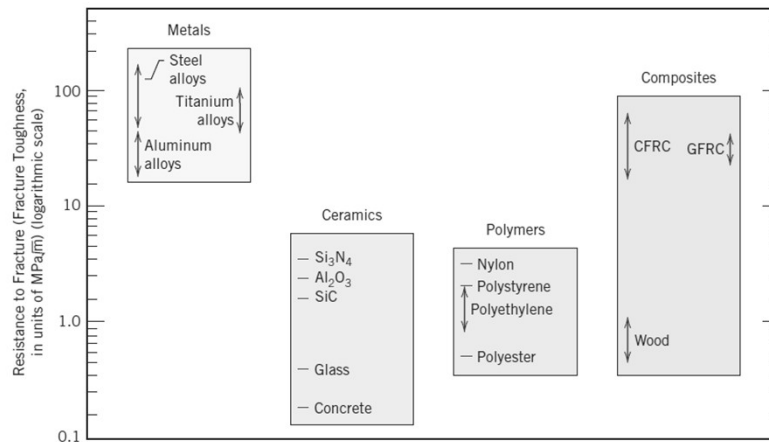 Resistance to Fracture (Fracture Toughness,
in units of MPa√m) (logarithmic scale)
100
10
1.0
0.1
Metals
Steel
alloys
Titanium
alloys
Aluminum
alloys
Ceramics
Si₃N₄
Al₂O₃
SiC
Glass
Concrete
Polymers
Nylon
Polystyrene
Polyethylene
Polyester
Composites
CFRC
GFRC
Wood